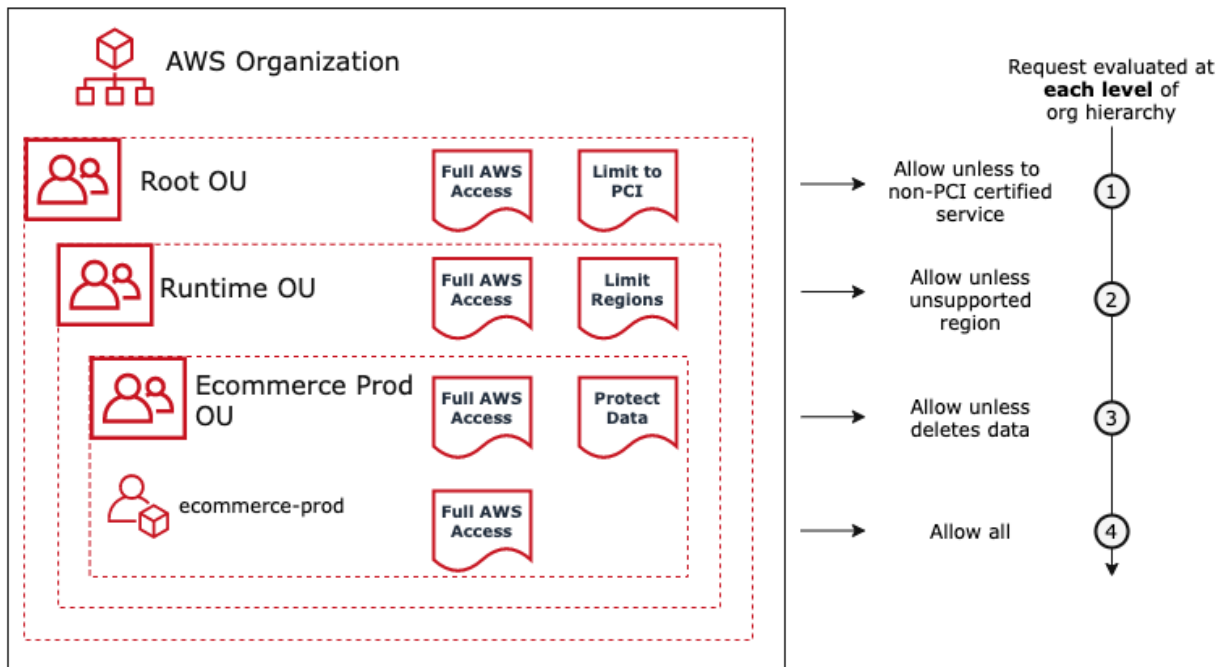 AWS Organization
Request evaluated at
each level of
org hierarchy
Root OU
Full AWS
Access
Limit to
PCI
Allow unless to
non-PCI certified
service
1
Runtime OU
Full AWS
Access
Limit
Regions
Allow unless
unsupported
region
2
Ecommerce Prod
OU
Full AWS
Access
Protect
Data
Allow unless
deletes data
3
ecommerce-prod
Full AWS
Access
Allow all
4